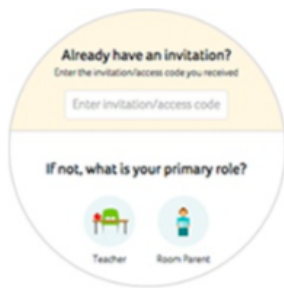 Already have an invitation?
Enter the invitation/access code you received
Enter invitation/access code
If not, what is your primary role?
Teacher Room Parent